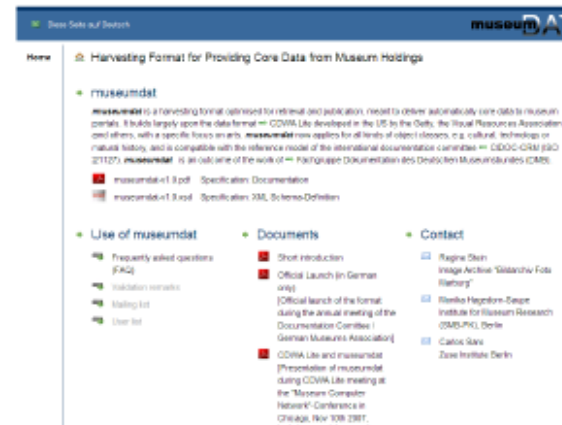 Diese Seite auf Deutsch
museumDAT
Home
Harvesting Format for Providing Core Data from Museum Holdings
museumdat
museumdat is a harvesting format optimised for retrieval and publication, meant to deliver automatically core data to museum
portals. It builds largely upon the data format CDWA Lite developed in the US by the Getty, the Visual Resources Association
and others, with a specific focus on arts. museumdat now applies for all kinds of object classes, e.g. cultural, technology or
natural history, and is compatible with the reference model of the international documentation committee CIDOC-CRM (ISO
21127). museumdat is an outcome of the work of Fachgruppe Dokumentation des Deutschen Museumsbundes (DMB).
museumdat-v1.0.pdf Specification: Documentation
museumdat-v1.0.xsd Specification: XML Schema-Definition
Use of museumdat
Frequently asked questions
(FAQ)
Validation remarks
Mailing list
User list
Documents
Short introduction
Official Launch (in German
only)
[Official launch of the format
during the annual meeting of the
Documentation Comittee /
German Museums Association]
CDWA Lite and museumdat
[Presentation of museumdat
during CDWA Lite meeting at
the "Museum Computer
Network"-Conference in
Chicago, Nov 10th 2007,
Contact
Regine Stein
Image Archive "Bildarchiv Foto
Marburg"
Monika Hagedorn-Saupe
Institute for Museum Research
(SMB-PK), Berlin
Carlos Saro
Zuse Institute Berlin